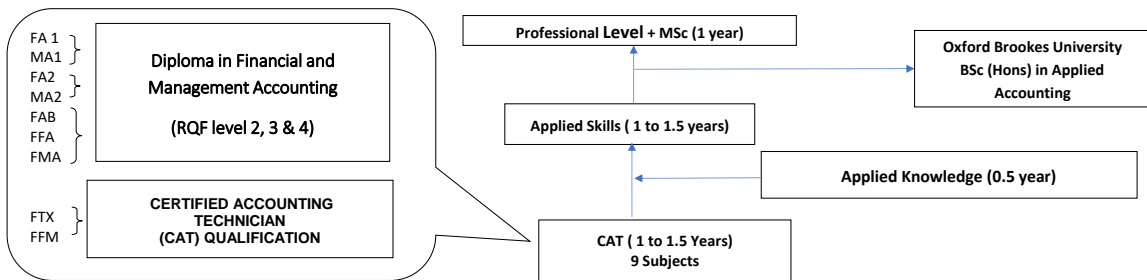 FA 1
MA1
FA2
MA2
FAB
FFA
FMA
Diploma in Financial and
Management Accounting
(RQF level 2, 3 & 4)
FTX
FFM
CERTIFIED ACCOUNTING
TECHNICIAN
(CAT) QUALIFICATION
Professional Level + MSc (1 year)
Oxford Brookes University
BSc (Hons) in Applied
Accounting
Applied Skills ( 1 to 1.5 years)
Applied Knowledge (0.5 year)
CAT ( 1 to 1.5 Years)
9 Subjects